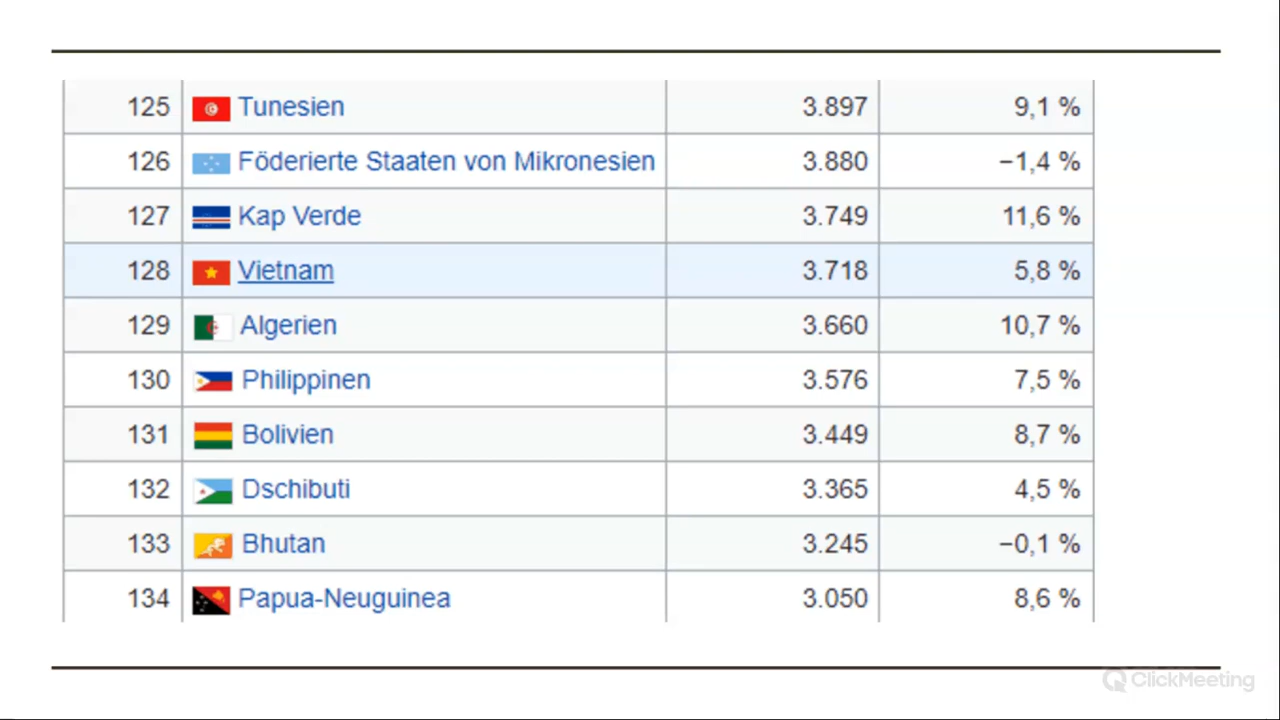 125 Tunesien 3.897 9,1 %
126 Föderierte Staaten von Mikronesien 3.880 −1,4 %
127 Kap Verde 3.749 11,6 %
128 Vietnam 3.718 5,8 %
129 Algerien 3.660 10,7 %
130 Philippinen 3.576 7,5 %
131 Bolivien 3.449 8,7 %
132 Dschibuti 3.365 4,5 %
133 Bhutan 3.245 −0,1 %
134 Papua-Neuguinea 3.050 8,6 %
ClickMeeting